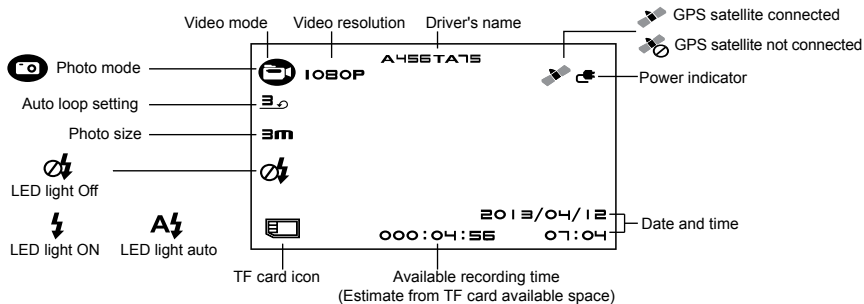 Video mode
Video resolution
Driver's name
GPS satellite connected
GPS satellite not connected
Photo mode
1080P
A456TA75
Power indicator
Auto loop setting
3
Photo size
3m
LED light Off
LED light ON
A
LED light auto
2013/04/12
000:04:56
07:04
Date and time
TF card icon
Available recording time
(Estimate from TF card available space)